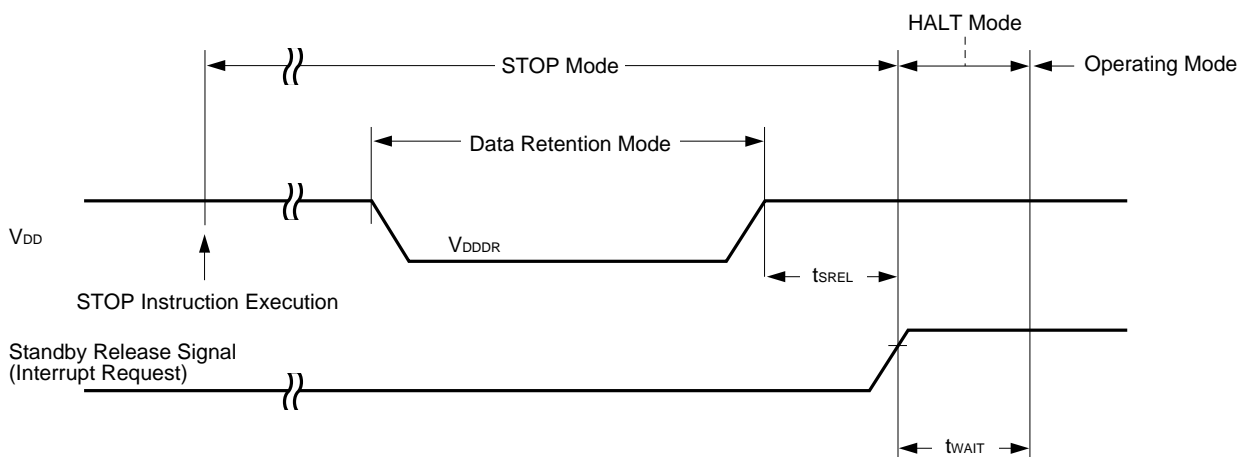 HALT Mode
STOP Mode
Operating Mode
Data Retention Mode
VDD
VDDDR
tSREL
STOP Instruction Execution
Standby Release Signal
(Interrupt Request)
tWAIT